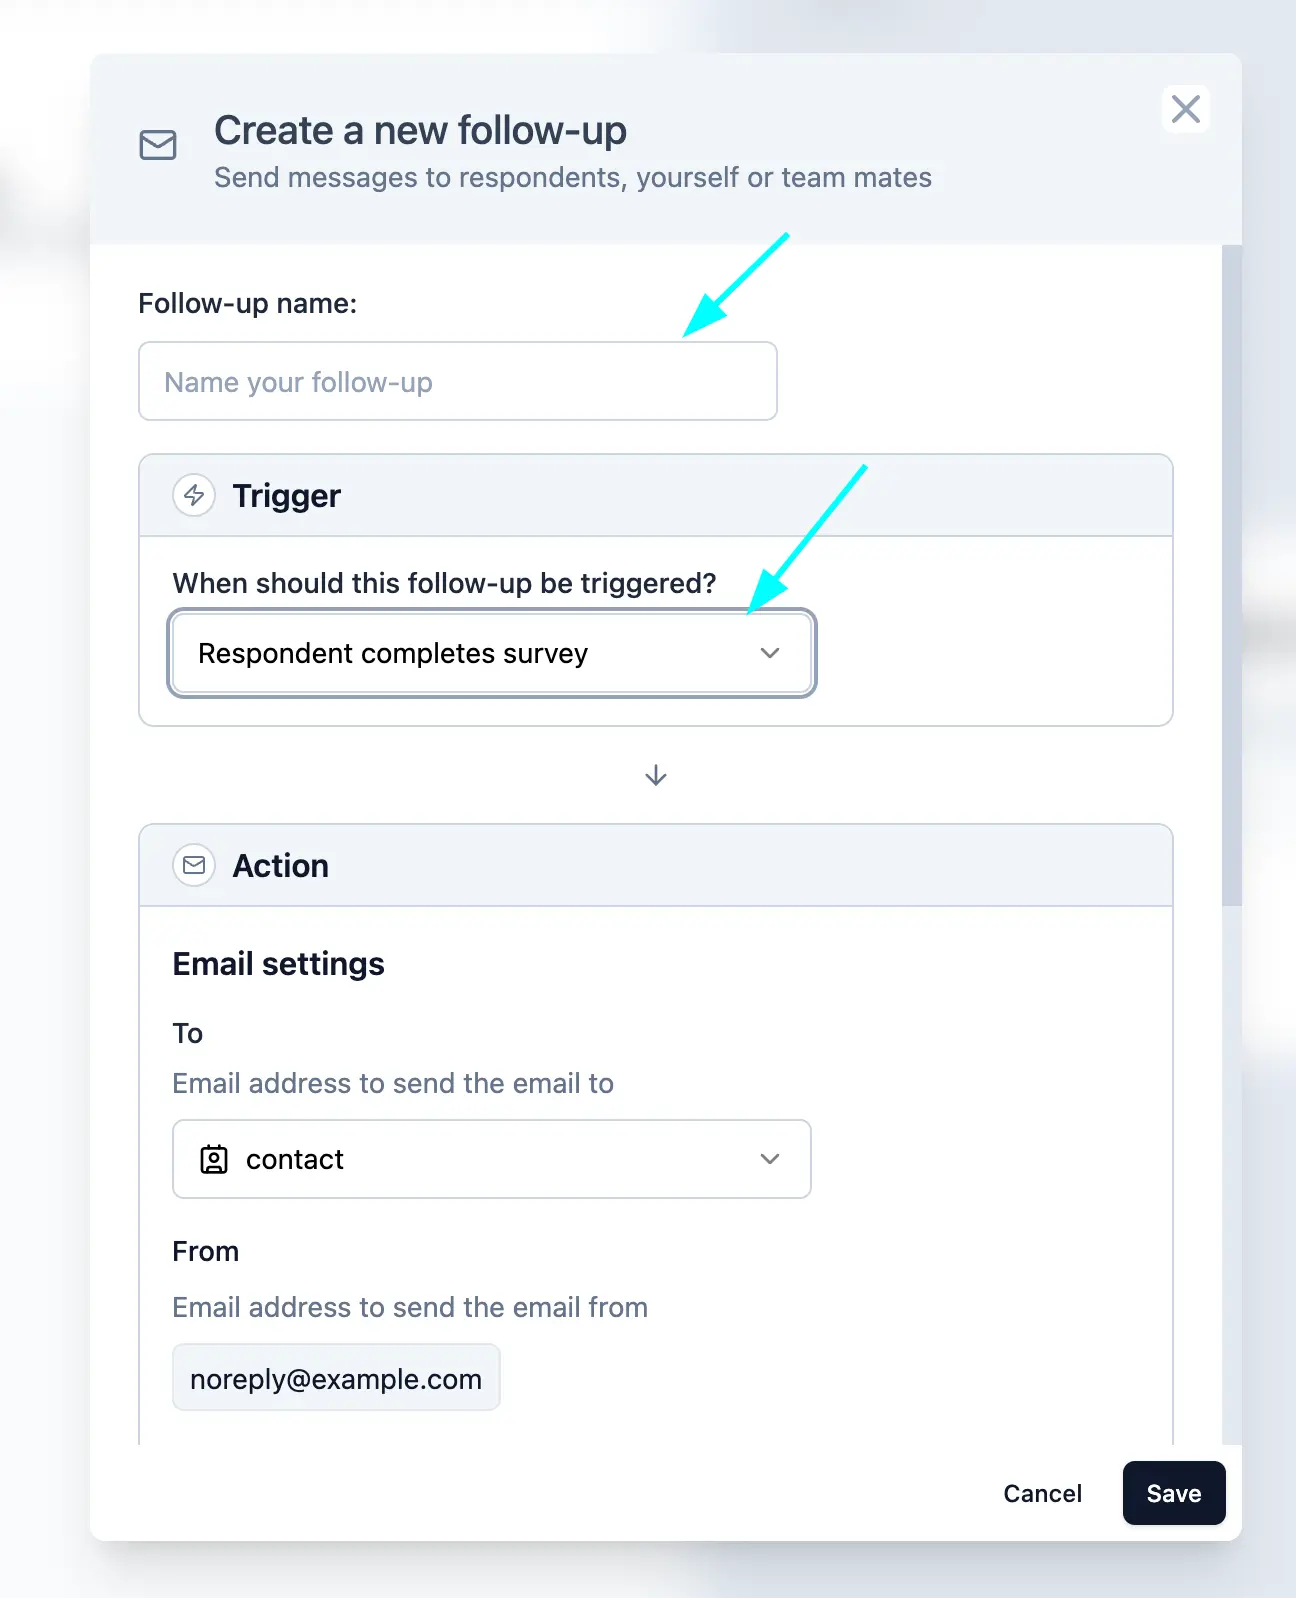 Create a new follow-up
Send messages to respondents, yourself or team mates
Follow-up name:
Name your follow-up
Trigger
When should this follow-up be triggered?
Respondent completes survey
Action
Email settings
To
Email address to send the email to
contact
From
Email address to send the email from
noreply@example.com
Cancel
Save